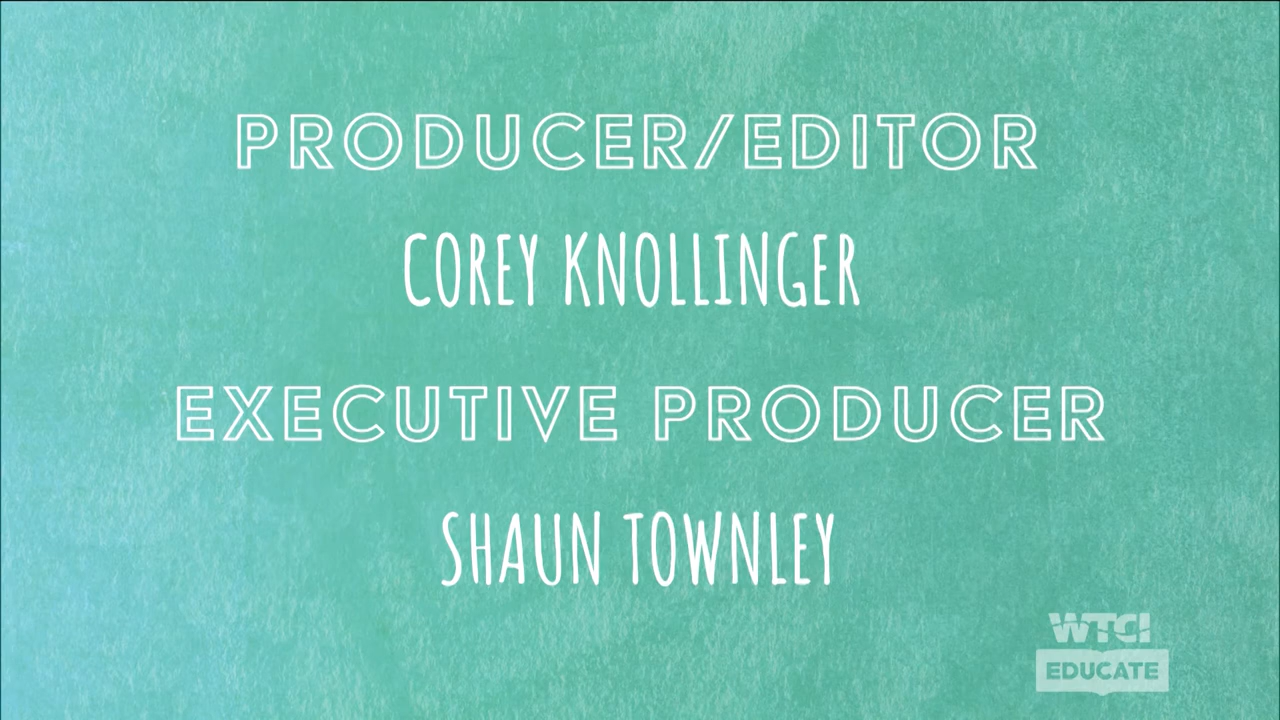 PRODUCER/EDITOR
COREY KNOLLINGER
EXECUTIVE PRODUCER
SHAUN TOWNLEY
WTCI
EDUCATE